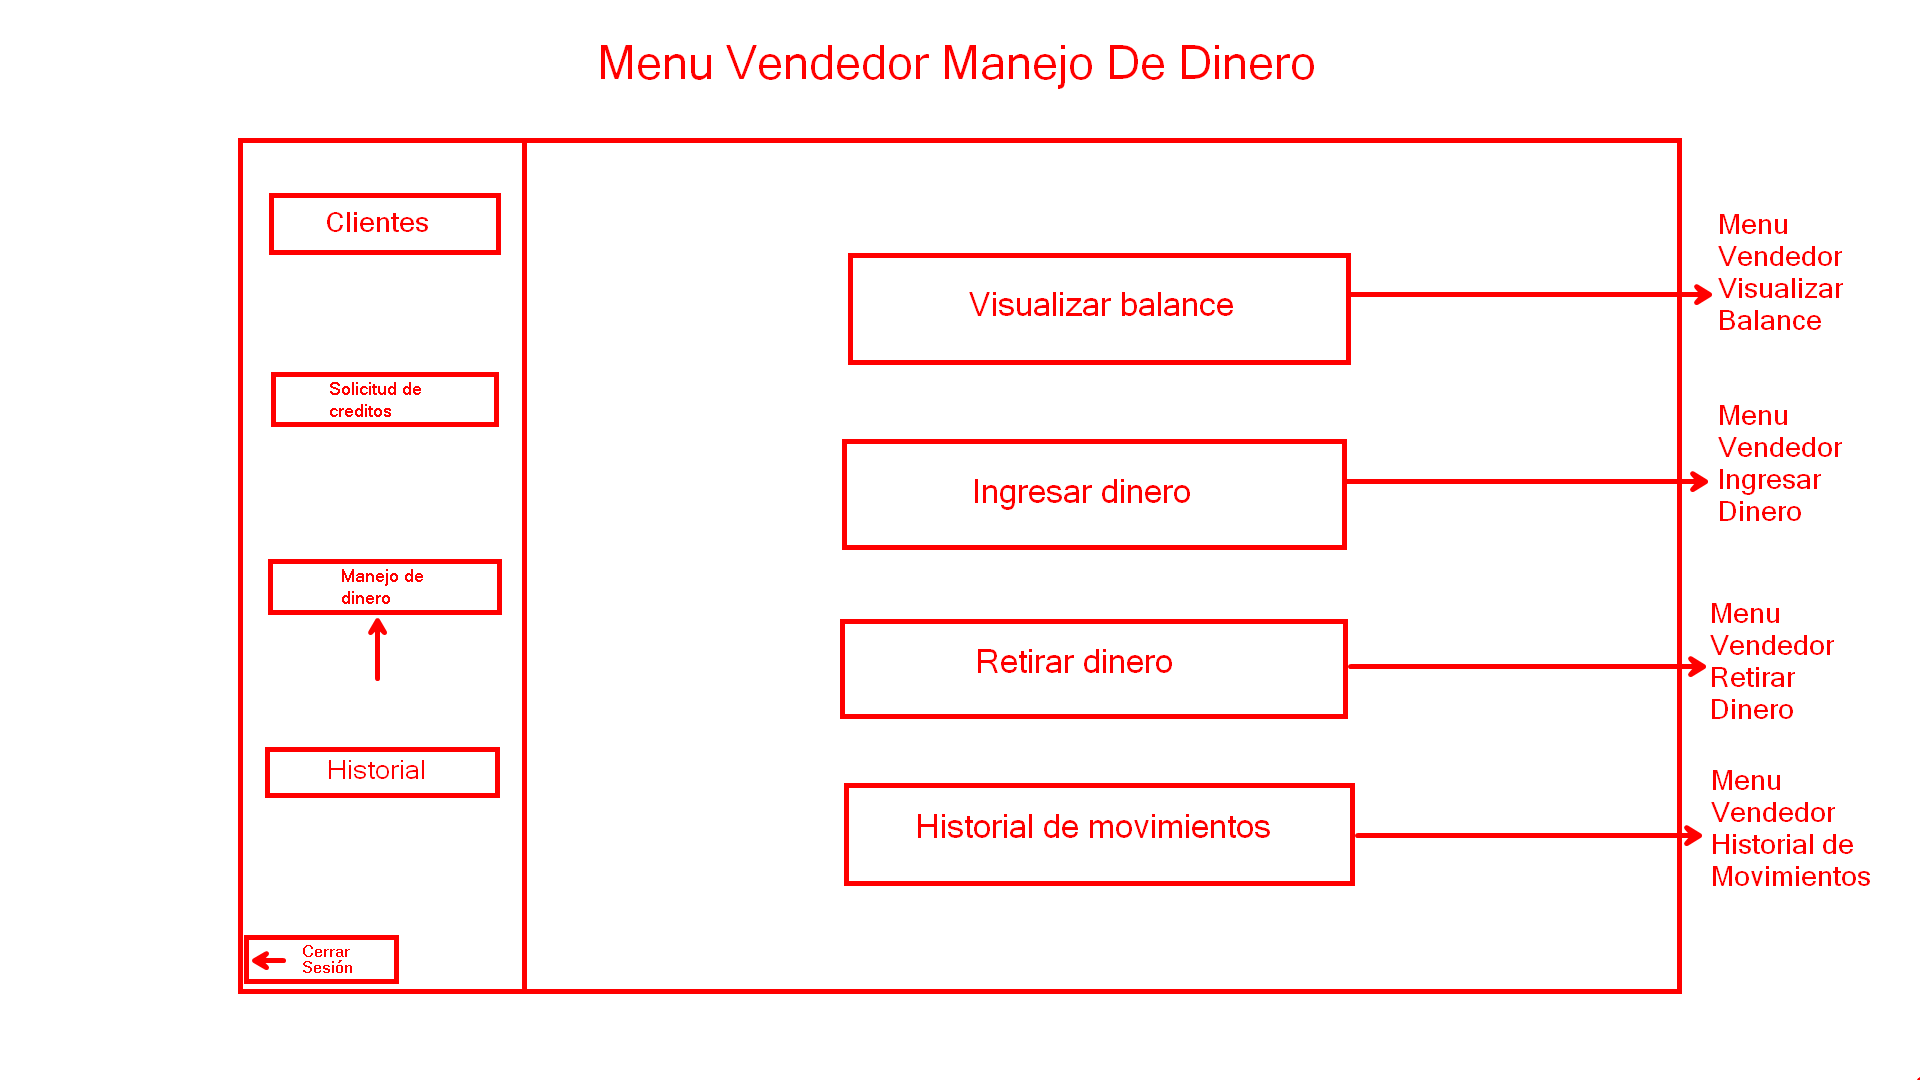 Menu Vendedor Manejo De Dinero
Clientes
Solicitud de
creditos
Manejo de
dinero
Historial
Cerrar
Sesión
Visualizar balance
Ingresar dinero
Retirar dinero
Historial de movimientos
Menu
Vendedor
Visualizar
Balance
Menu
Vendedor
Ingresar
Dinero
Menu
Vendedor
Retirar
Dinero
Menu
Vendedor
Historial de
Movimientos